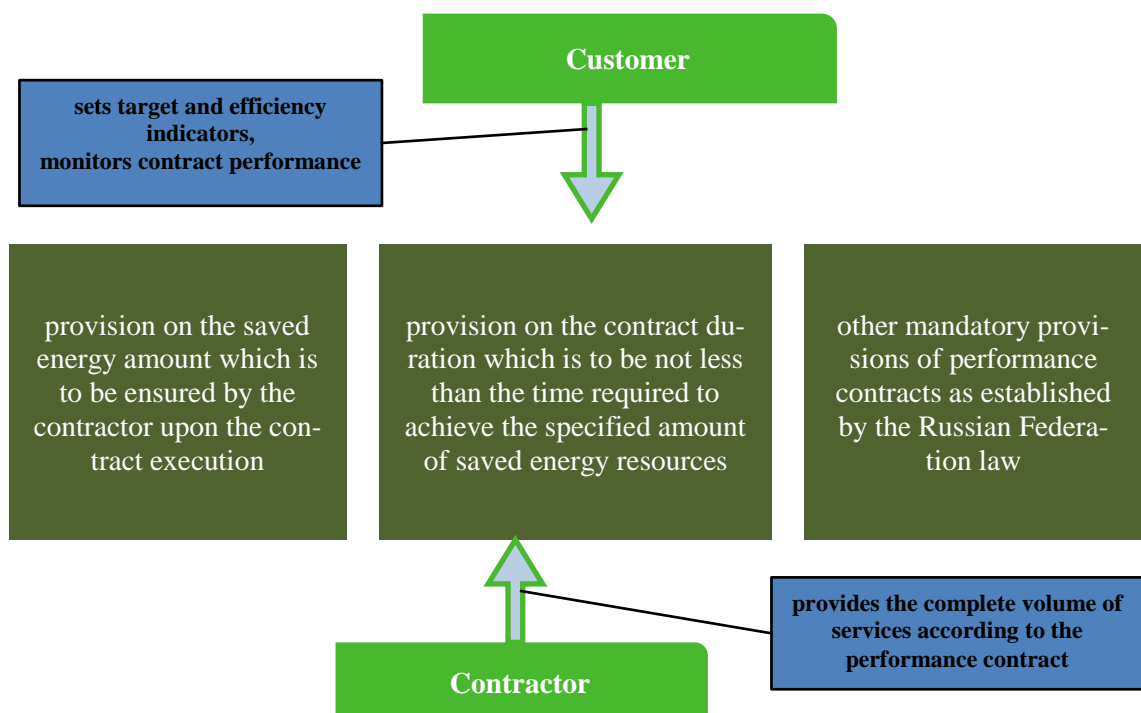 Customer
sets target and efficiency
indicators,
monitors contract performance
provision on the saved
energy amount which is
to be ensured by the
contractor upon the con-
tract execution
provision on the contract du-
ration which is to be not less
than the time required to
achieve the specified amount
of saved energy resources
other mandatory provi-
sions of performance
contracts as established
by the Russian Federa-
tion law
provides the complete volume of
services according to the
performance contract
Contractor